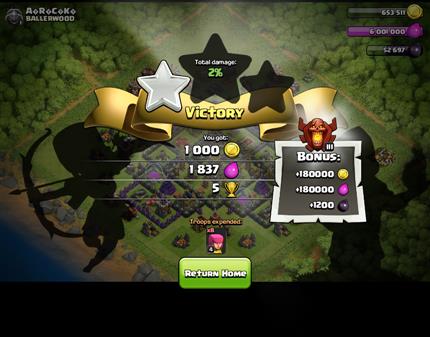 AoRoCoKo
BALLERWOOD
653 511
6 001 000
52 697
Total damage:
2%
Victory
You got:
1 000
1 837
5
III
Bonus:
+180000
+180000
+1200
Troops expended:
x8
4
Return Home